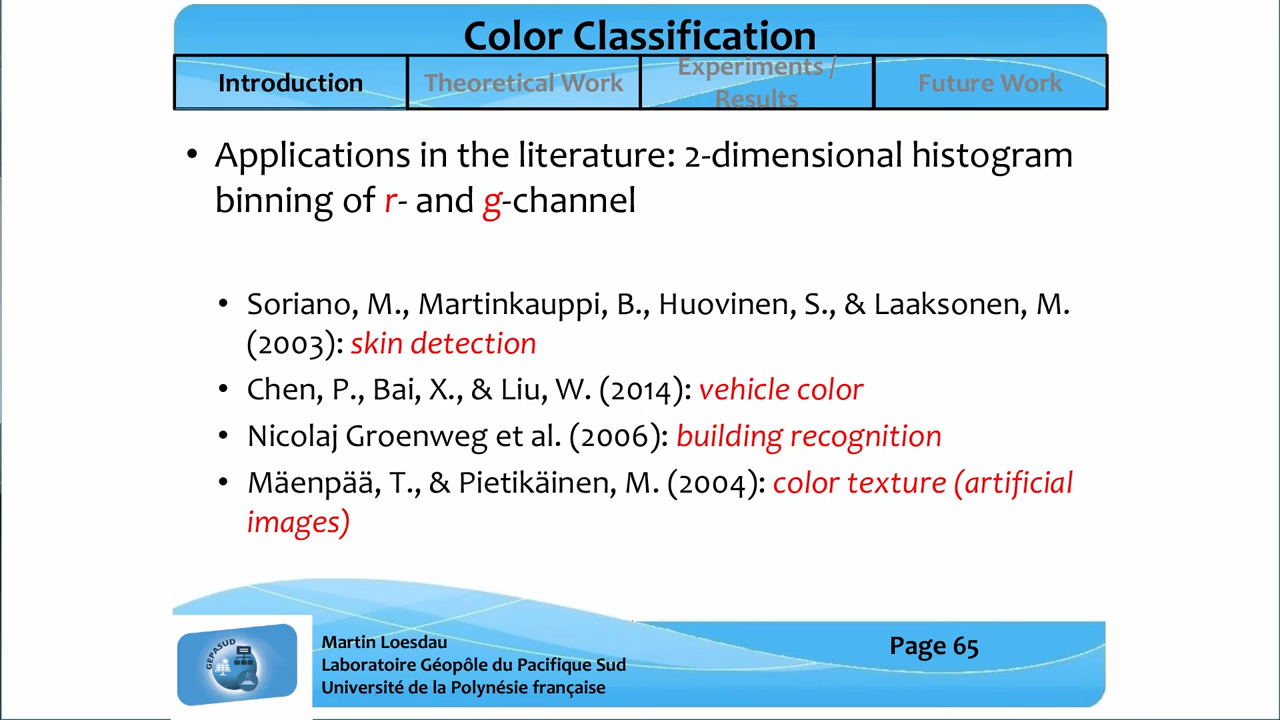 Color Classification
Introduction
Theoretical Work
Experiments /
Results
Future Work
• Applications in the literature: 2-dimensional histogram
binning of r- and g-channel
• Soriano, M., Martinkauppi, B., Huovinen, S., & Laaksonen, M.
(2003): skin detection
• Chen, P., Bai, X., & Liu, W. (2014): vehicle color
• Nicolaj Groenweg et al. (2006): building recognition
• Mäenpää, T., & Pietikäinen, M. (2004): color texture (artificial
images)
GEPASUD
Martin Loesdau
Laboratoire Géopôle du Pacifique Sud
Université de la Polynésie française
Page 65